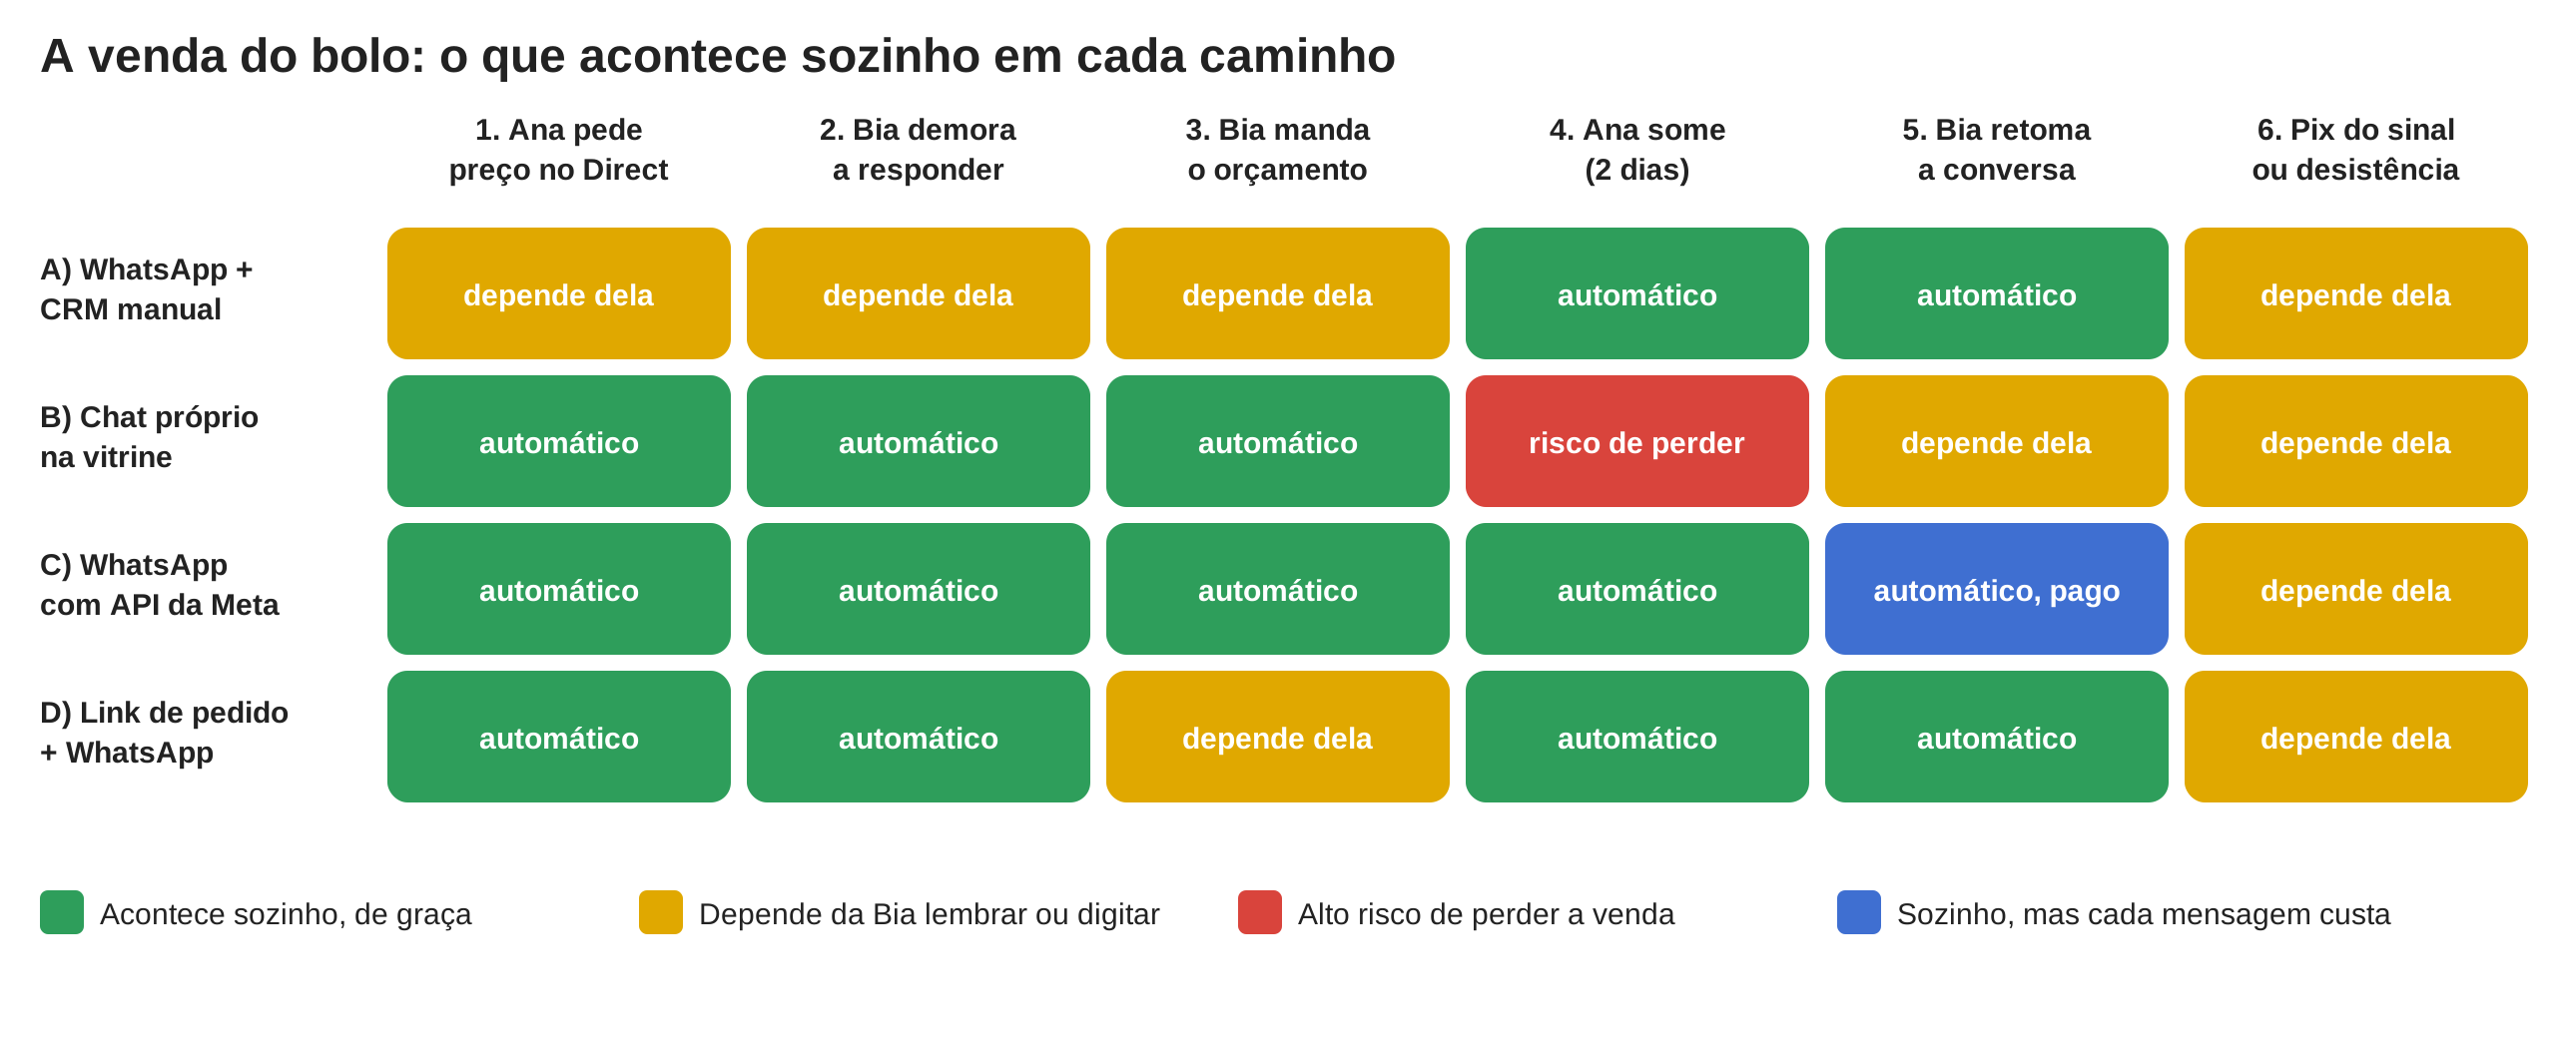 A venda do bolo: o que acontece sozinho em cada caminho
1. Ana pede
preço no Direct
2. Bia demora
a responder
3. Bia manda
o orçamento
4. Ana some
(2 dias)
5. Bia retoma
a conversa
6. Pix do sinal
ou desistência
A) WhatsApp +
CRM manual
depende dela
depende dela
depende dela
automático
automático
depende dela
B) Chat próprio
na vitrine
automático
automático
automático
risco de perder
depende dela
depende dela
C) WhatsApp
com API da Meta
automático
automático
automático
automático
automático, pago
depende dela
D) Link de pedido
+ WhatsApp
automático
automático
depende dela
automático
automático
depende dela
Acontece sozinho, de graça
Depende da Bia lembrar ou digitar
Alto risco de perder a venda
Sozinho, mas cada mensagem custa